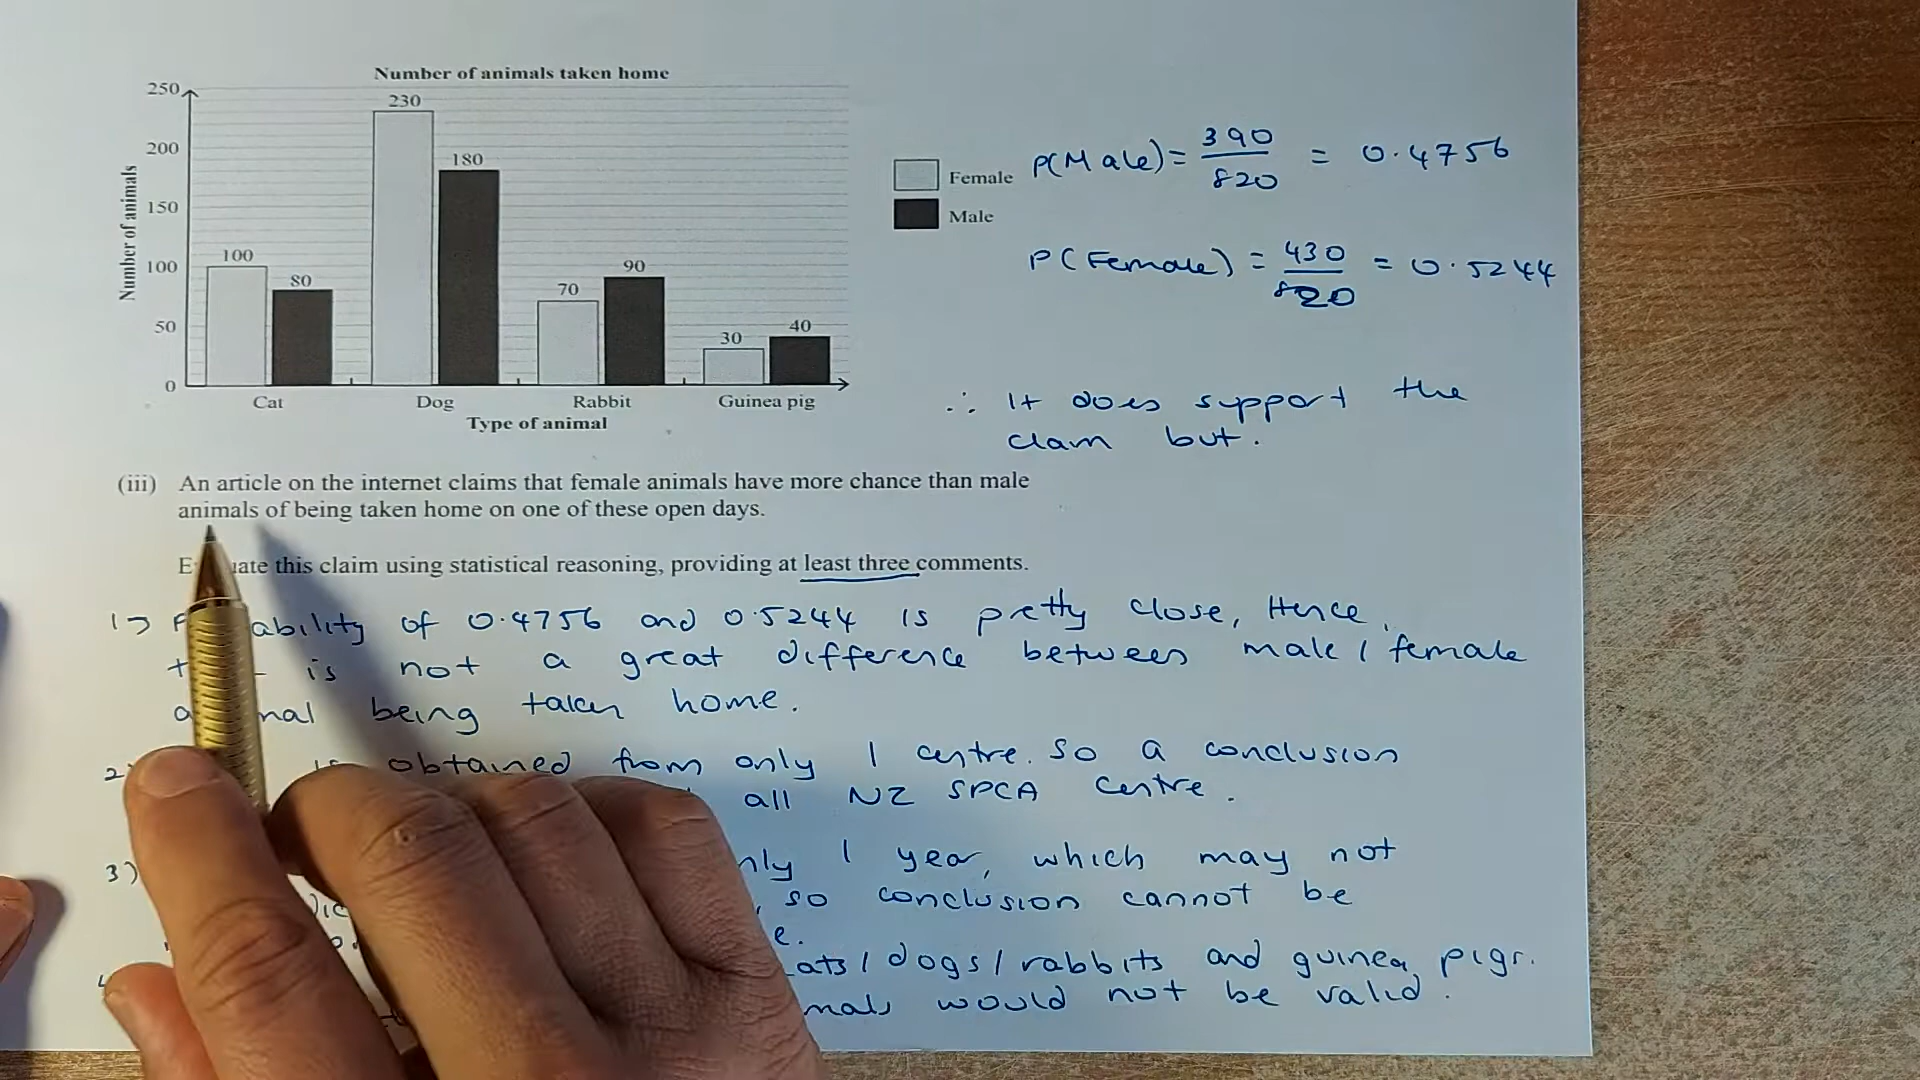 Number of animals taken home
250
200
150
100
50
0
Number of animals
100
80
230
180
70
90
30
40
Cat
Dog
Rabbit
Guinea pig
Type of animal
Female
Male
P(Male) = 390/820 = 0.4756
P(Female) = 430/820 = 0.5244
∴ It does support the
claim but.
(iii) An article on the internet claims that female animals have more chance than male
animals of being taken home on one of these open days.
this claim using statistical reasoning, providing at least three comments.
1) of 0.4756 and 0.5244 is pretty close, Hence,
is not a great difference between male / female
being taken home.
2) obtained from only 1 centre. So a conclusion
all NZ SPCA Centre.
3) 1 year, which may not
so conclusion cannot be
dogs / rabbits and guinea pigs.
would not be valid.